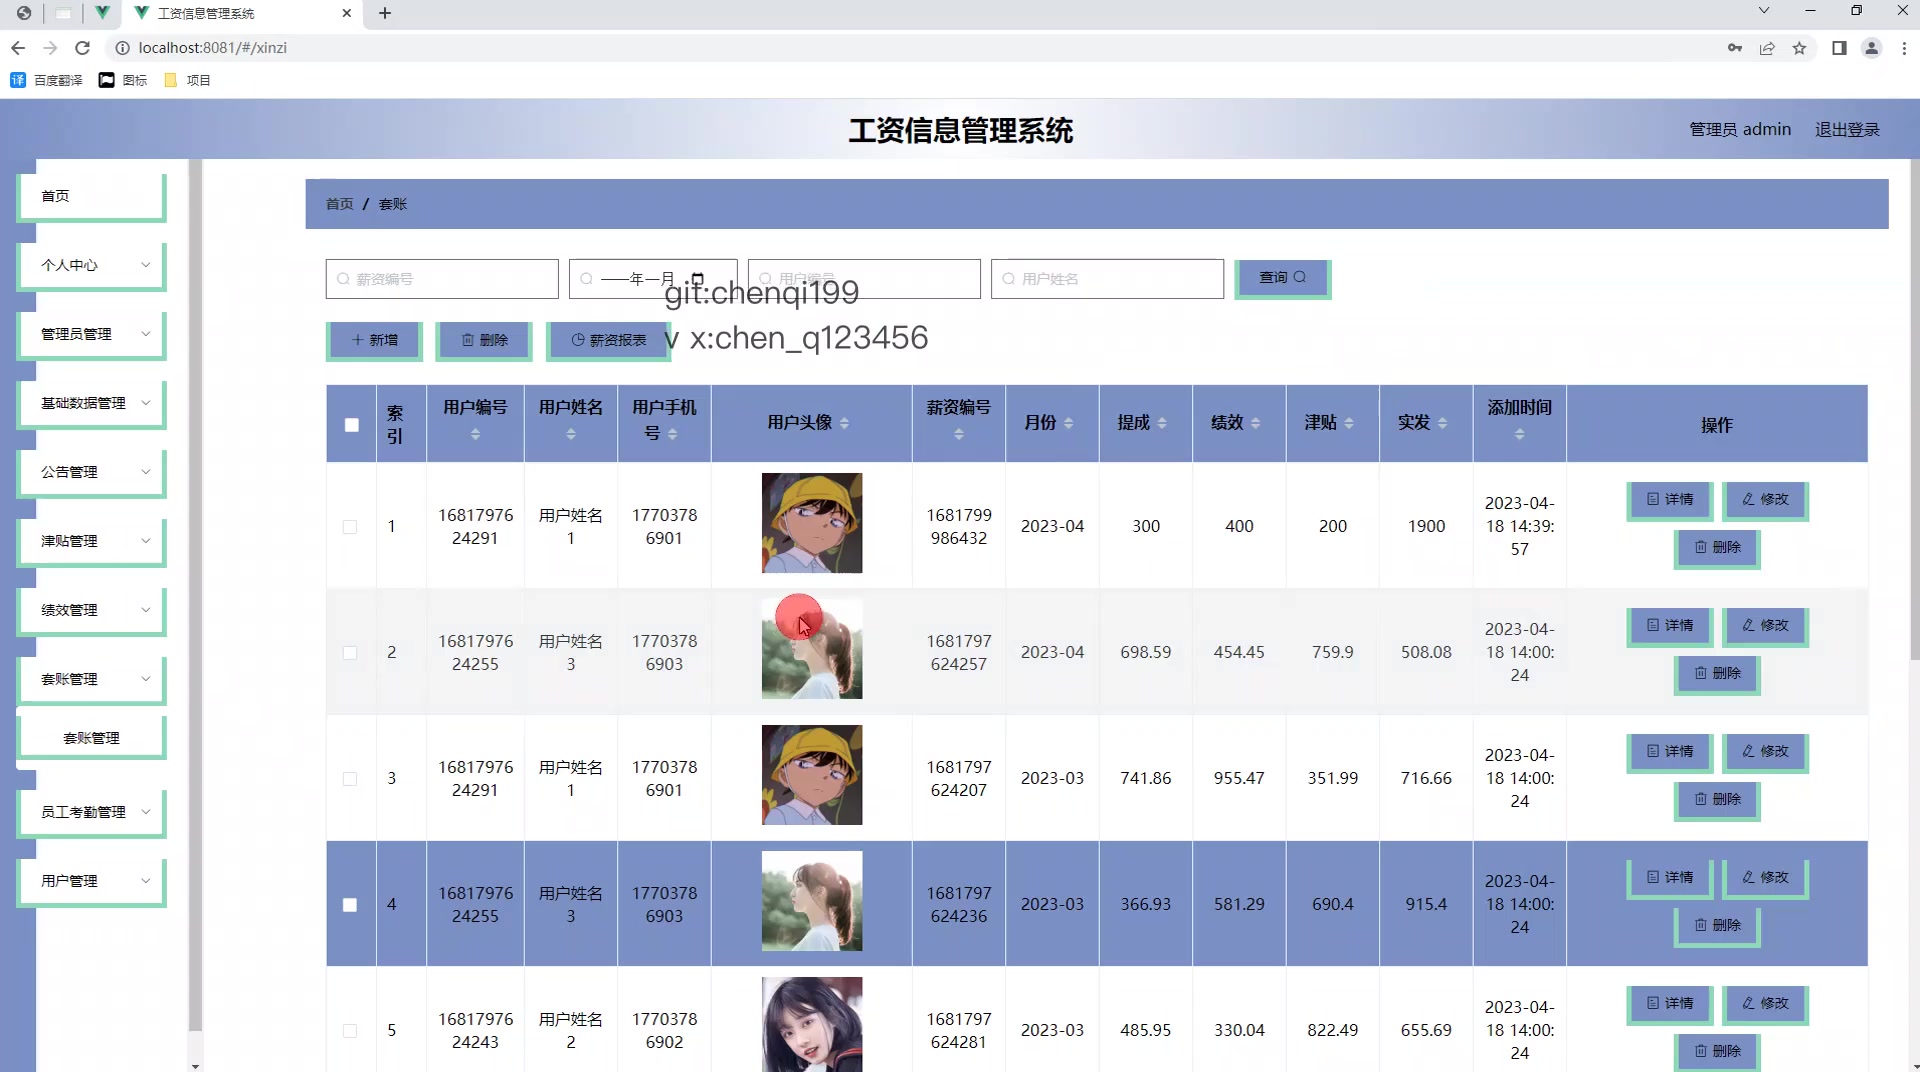 工资信息管理系统
localhost:8081/#/xinzi
译 百度翻译 图标 项目
工资信息管理系统
管理员 admin 退出登录
首页
个人中心
管理员管理
基础数据管理
公告管理
津贴管理
绩效管理
套账管理
套账管理
员工考勤管理
用户管理
首页 / 套账
薪资编号 ——年—月 用户编号 用户姓名 查询
git:chenqi199
新增 删除 薪资报表
v x:chen_q123456
索引 用户编号 用户姓名 用户手机号 用户头像 薪资编号 月份 提成 绩效 津贴 实发 添加时间 操作
1 1681797624291 用户姓名1 17703786901 1681799986432 2023-04 300 400 200 1900 2023-04-18 14:39:57 详情 修改 删除
2 1681797624255 用户姓名3 17703786903 1681797624257 2023-04 698.59 454.45 759.9 508.08 2023-04-18 14:00:24 详情 修改 删除
3 1681797624291 用户姓名1 17703786901 1681797624207 2023-03 741.86 955.47 351.99 716.66 2023-04-18 14:00:24 详情 修改 删除
4 1681797624255 用户姓名3 17703786903 1681797624236 2023-03 366.93 581.29 690.4 915.4 2023-04-18 14:00:24 详情 修改 删除
5 1681797624243 用户姓名2 17703786902 1681797624281 2023-03 485.95 330.04 822.49 655.69 2023-04-18 14:00:24 详情 修改 删除